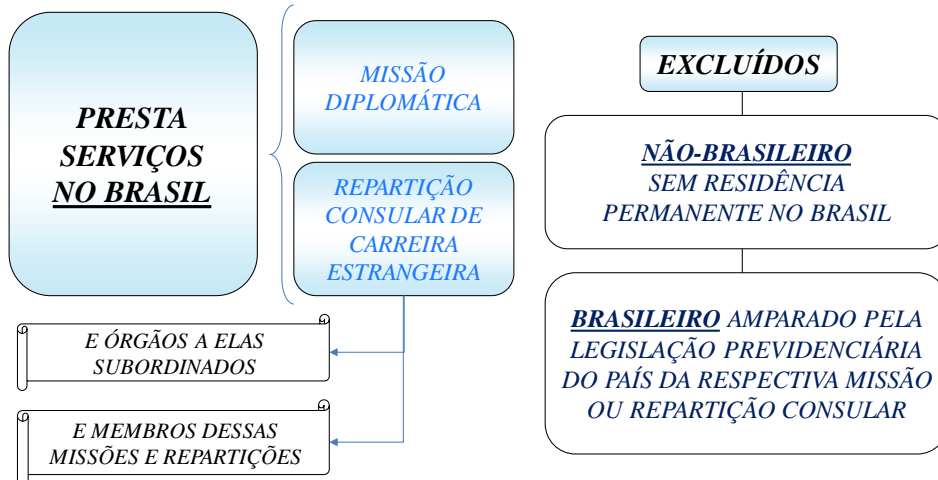 PRESTA
SERVIÇOS
NO BRASIL
MISSÃO
DIPLOMÁTICA
REPARTIÇÃO
CONSULAR DE
CARREIRA
ESTRANGEIRA
E ÓRGÃOS A ELAS
SUBORDINADOS
E MEMBROS DESSAS
MISSÕES E REPARTIÇÕES
EXCLUÍDOS
NÃO-BRASILEIRO
SEM RESIDÊNCIA
PERMANENTE NO BRASIL
BRASILEIRO AMPARADO PELA
LEGISLAÇÃO PREVIDENCIÁRIA
DO PAÍS DA RESPECTIVA MISSÃO
OU REPARTIÇÃO CONSULAR